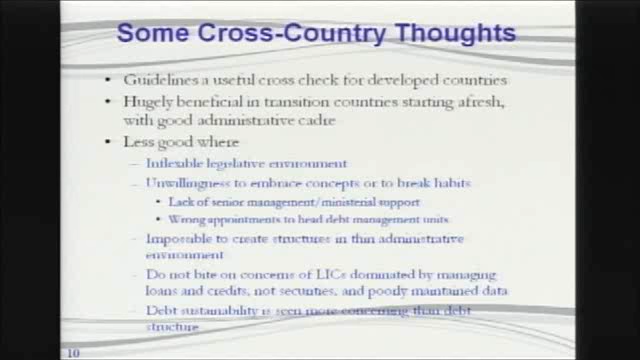 Some Cross-Country Thoughts
• Guidelines a useful cross check for developed countries
• Hugely beneficial in transition countries starting afresh,
with good administrative cadre
• Less good where
– Inflexible legislative environment
– Unwillingness to embrace concepts or to break habits
• Lack of senior management/ministerial support
• Wrong appointments to head debt management units
– Impossible to create structures in thin administrative
environment
– Do not bite on concerns of LICs dominated by managing
loans and credits, not securities, and poorly maintained data
– Debt sustainability is seen more concerning than debt
structure
10